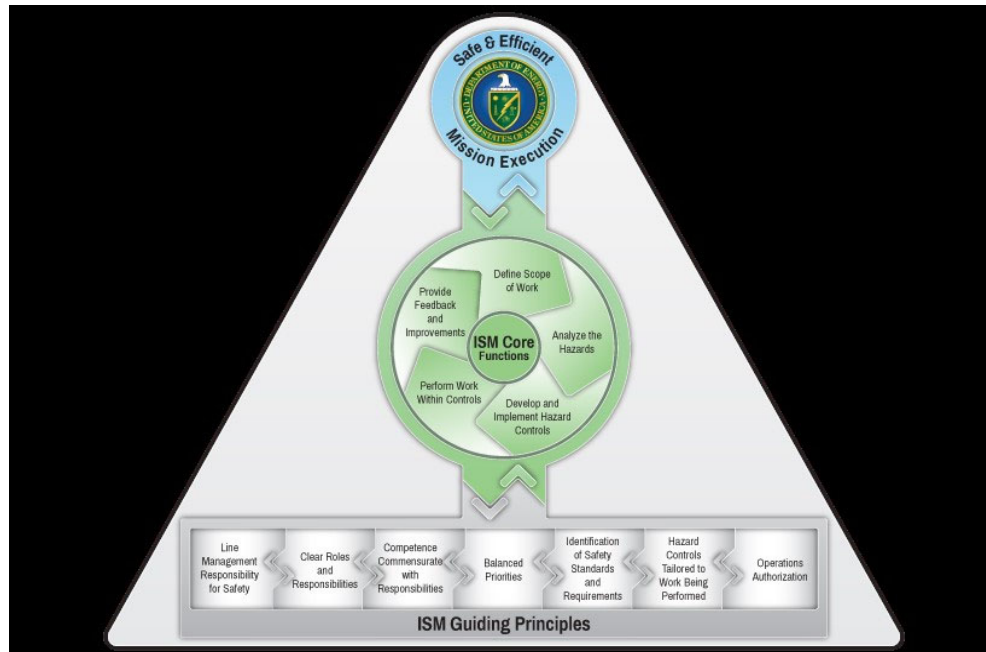 Safe & Efficient
DEPARTMENT OF ENERGY
UNITED STATES OF AMERICA
Mission Execution
Define Scope
of Work
Analyze the
Hazards
Develop and
Implement Hazard
Controls
Perform Work
Within Controls
Provide
Feedback
and
Improvements
ISM Core
Functions
Line
Management
Responsibility
for Safety
Clear Roles
and
Responsibilities
Competence
Commensurate
with
Responsibilities
Balanced
Priorities
Identification
of Safety
Standards
and
Requirements
Hazard
Controls
Tailored to
Work Being
Performed
Operations
Authorization
ISM Guiding Principles